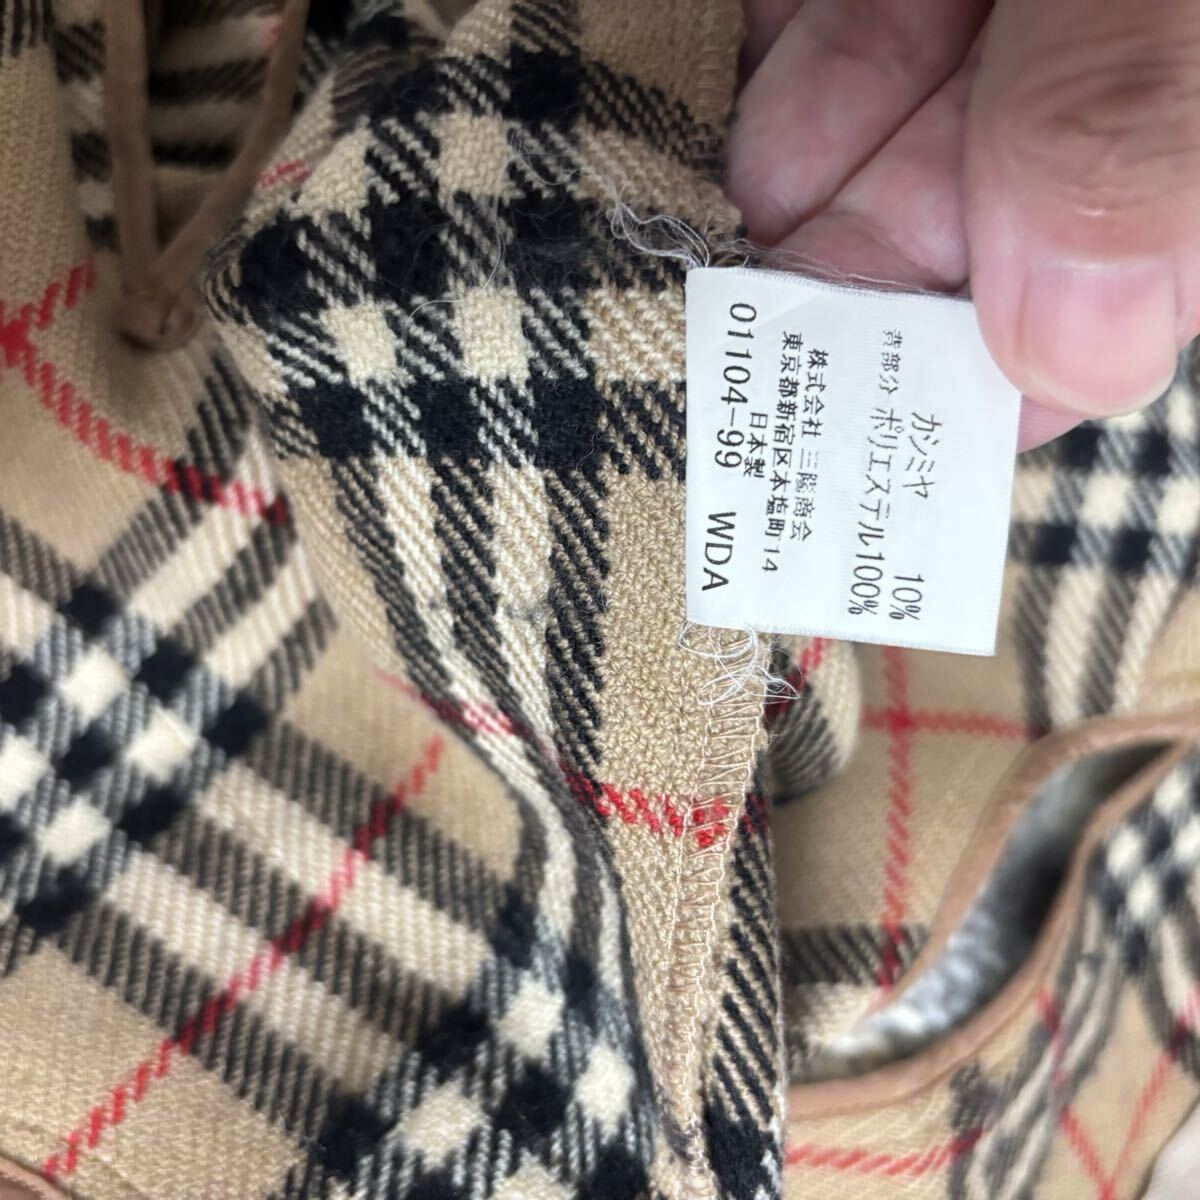 カシミヤ 10%
背部分 ポリエステル100%
株式会社 三陽商会
東京都新宿区本塩町14
日本製
01104-99 WDA